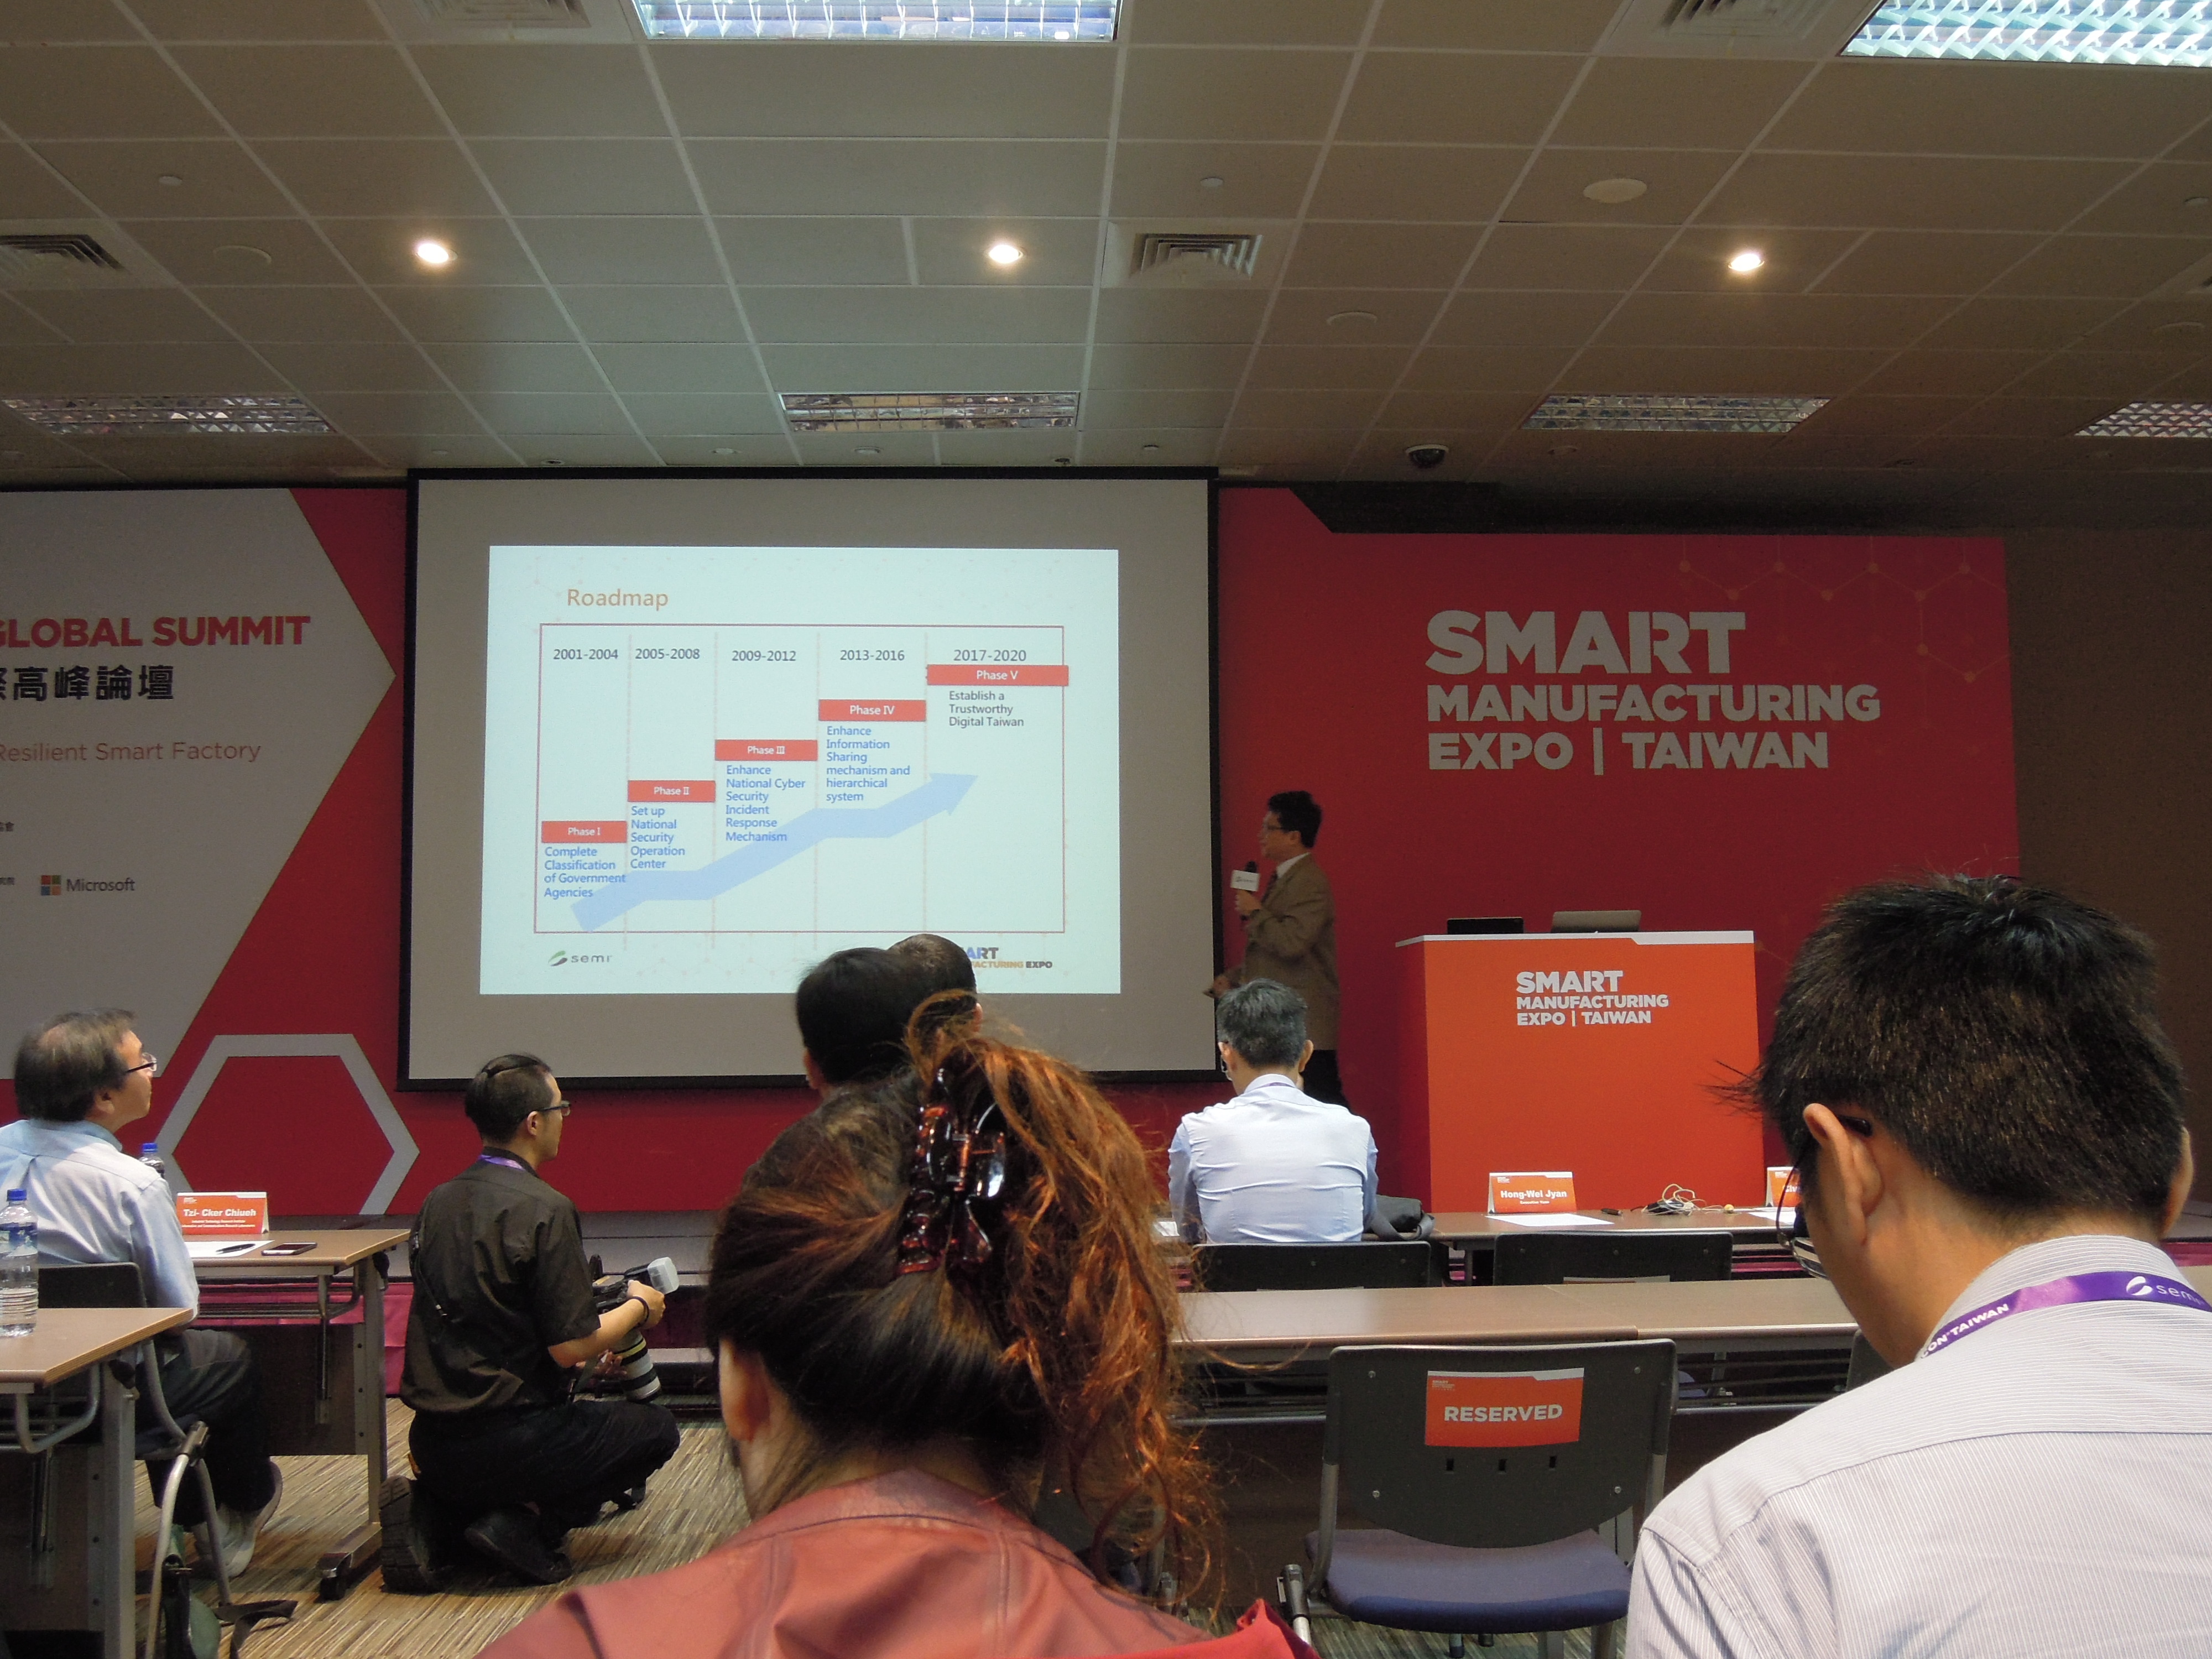 GLOBAL SUMMIT
高峰論壇
Resilient Smart Factory
Microsoft
Roadmap
2001-2004
2005-2008
2009-2012
2013-2016
2017-2020
Phase I
Complete
Classification
of Government
Agencies
Phase II
Set up
National
Security
Operation
Center
Phase III
Enhance
National Cyber
Security
Incident
Response
Mechanism
Phase IV
Enhance
Information
Sharing
mechanism and
hierarchical
system
Phase V
Establish a
Trustworthy
Digital Taiwan
semi
EXPO
SMART
MANUFACTURING
EXPO | TAIWAN
SMART
MANUFACTURING
EXPO | TAIWAN
Tzi- Cker Chiueh
Hong-Wei Jyan
RESERVED
TAIWAN
semi